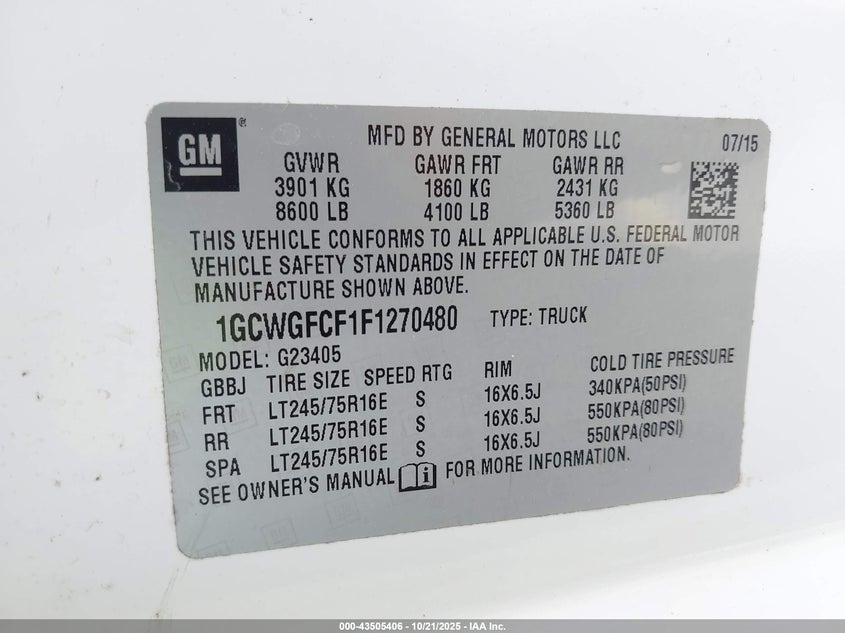 GM
MFD BY GENERAL MOTORS LLC 07/15
GVWR GAWR FRT GAWR RR
3901 KG 1860 KG 2431 KG
8600 LB 4100 LB 5360 LB
THIS VEHICLE CONFORMS TO ALL APPLICABLE U.S. FEDERAL MOTOR
VEHICLE SAFETY STANDARDS IN EFFECT ON THE DATE OF
MANUFACTURE SHOWN ABOVE.
1GCWGFCF1F1270480 TYPE: TRUCK
MODEL: G23405
GBBJ TIRE SIZE SPEED RTG RIM COLD TIRE PRESSURE
FRT LT245/75R16E S 16X6.5J 340KPA(50PSI)
RR LT245/75R16E S 16X6.5J 550KPA(80PSI)
SPA LT245/75R16E S 16X6.5J 550KPA(80PSI)
SEE OWNER'S MANUAL i FOR MORE INFORMATION.
000-43505406 - 10/21/2025 - IAA Inc.